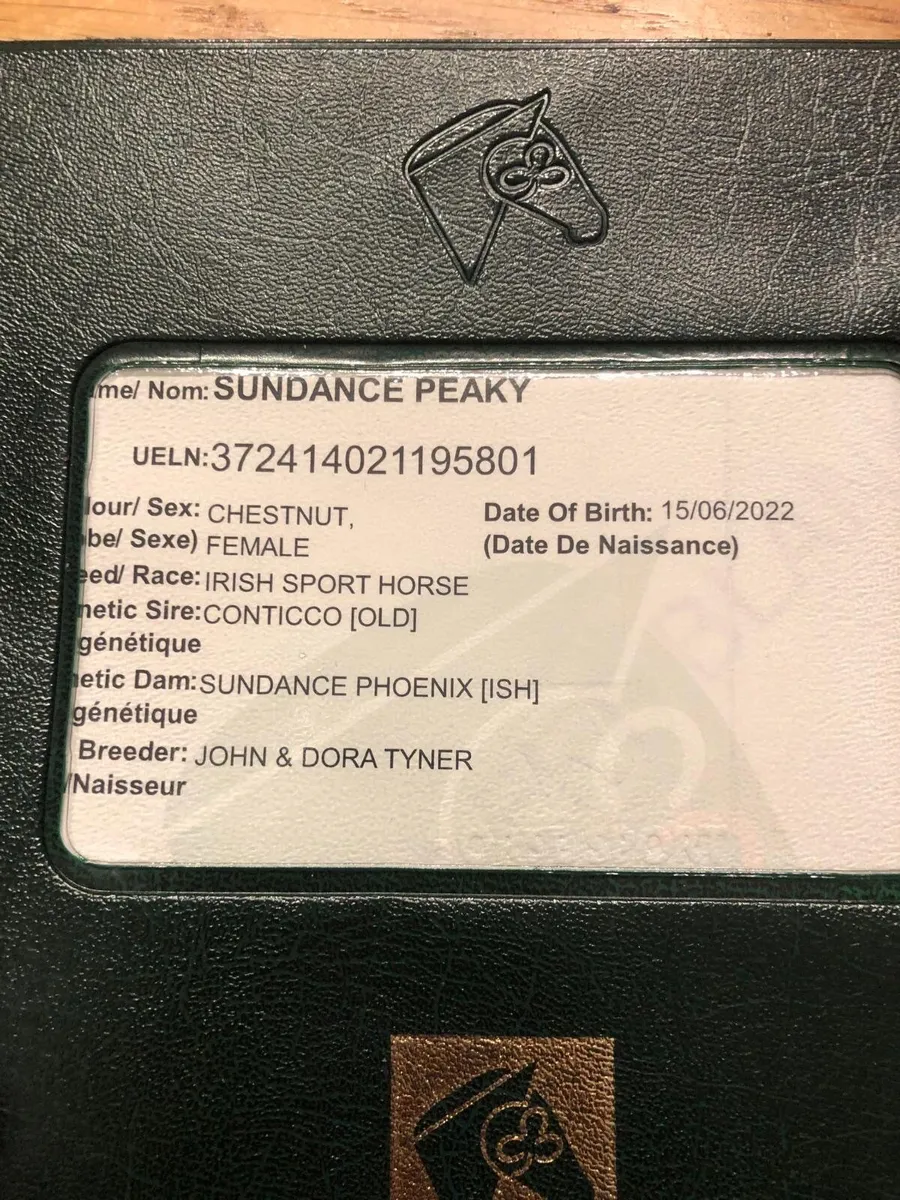 me/ Nom: SUNDANCE PEAKY
UELN: 372414021195801
lour/ Sex: CHESTNUT, Date Of Birth: 15/06/2022
be/ Sexe) FEMALE (Date De Naissance)
eed/ Race: IRISH SPORT HORSE
netic Sire: CONTICCO [OLD]
génétique
etic Dam: SUNDANCE PHOENIX [ISH]
génétique
Breeder: JOHN & DORA TYNER
/Naisseur